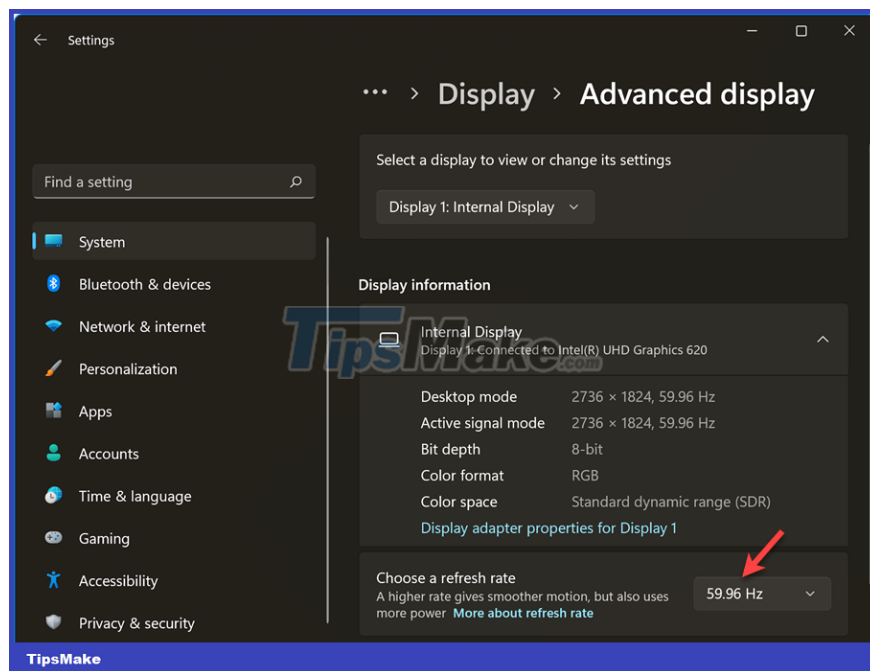 Settings
Display
Advanced display
Find a setting
System
Bluetooth & devices
Network & internet
Personalization
Apps
Accounts
Time & language
Gaming
Accessibility
Privacy & security
Select a display to view or change its settings
Display 1: Internal Display
Display information
Internal Display
Display 1: Connected to Intel(R) UHD Graphics 620
TipsMake.com
Desktop mode 2736 × 1824, 59.96 Hz
Active signal mode 2736 × 1824, 59.96 Hz
Bit depth 8-bit
Color format RGB
Color space Standard dynamic range (SDR)
Display adapter properties for Display 1
Choose a refresh rate
A higher rate gives smoother motion, but also uses
more power More about refresh rate
59.96 Hz
TipsMake